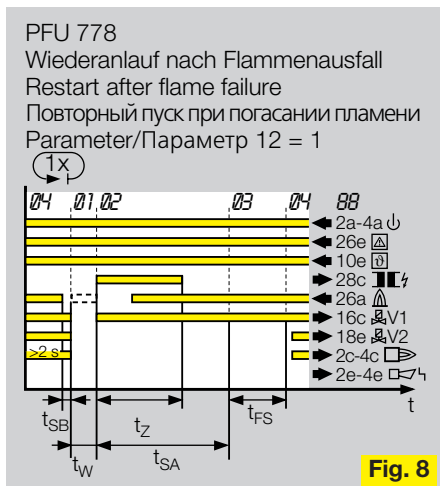 PFU 778
Wiederanlauf nach Flammenausfall
Restart after flame failure
Повторный пуск при погасании пламени
Parameter/Параметр 12 = 1
1x
04 01 02 03 04 88
2a-4a
26e
10e
28c
26a
16c V1
18e V2
>2 s
2c-4c
2e-4e
t
tSB tZ tFS
tW tSA
Fig. 8